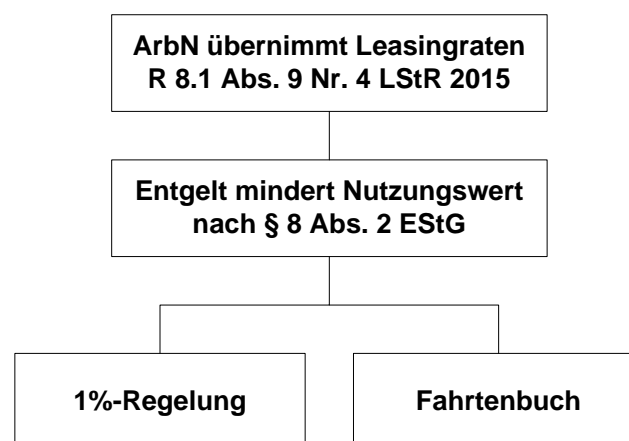 ArbN übernimmt Leasingraten
R 8.1 Abs. 9 Nr. 4 LStR 2015
Entgelt mindert Nutzungswert
nach § 8 Abs. 2 EStG
1%-Regelung
Fahrtenbuch